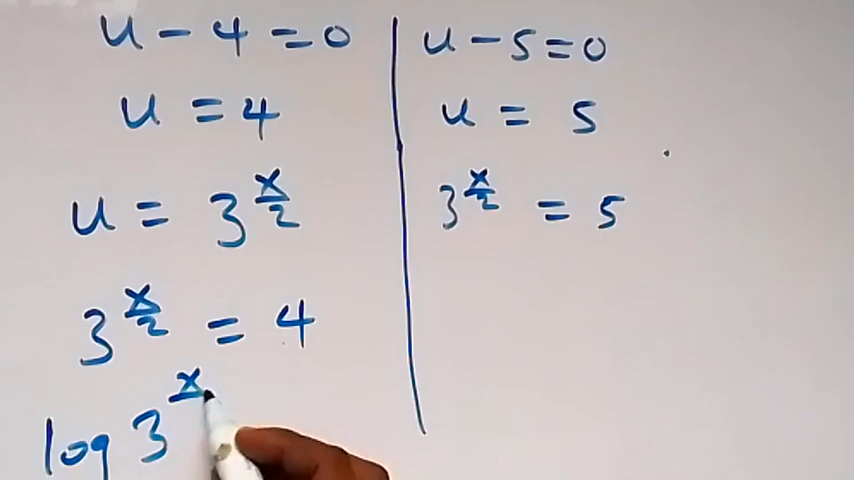 u - 4 = 0
u = 4
u = 3^{x/2}
3^{x/2} = 4
log 3^{x
u - 5 = 0
u = 5
3^{x/2} = 5